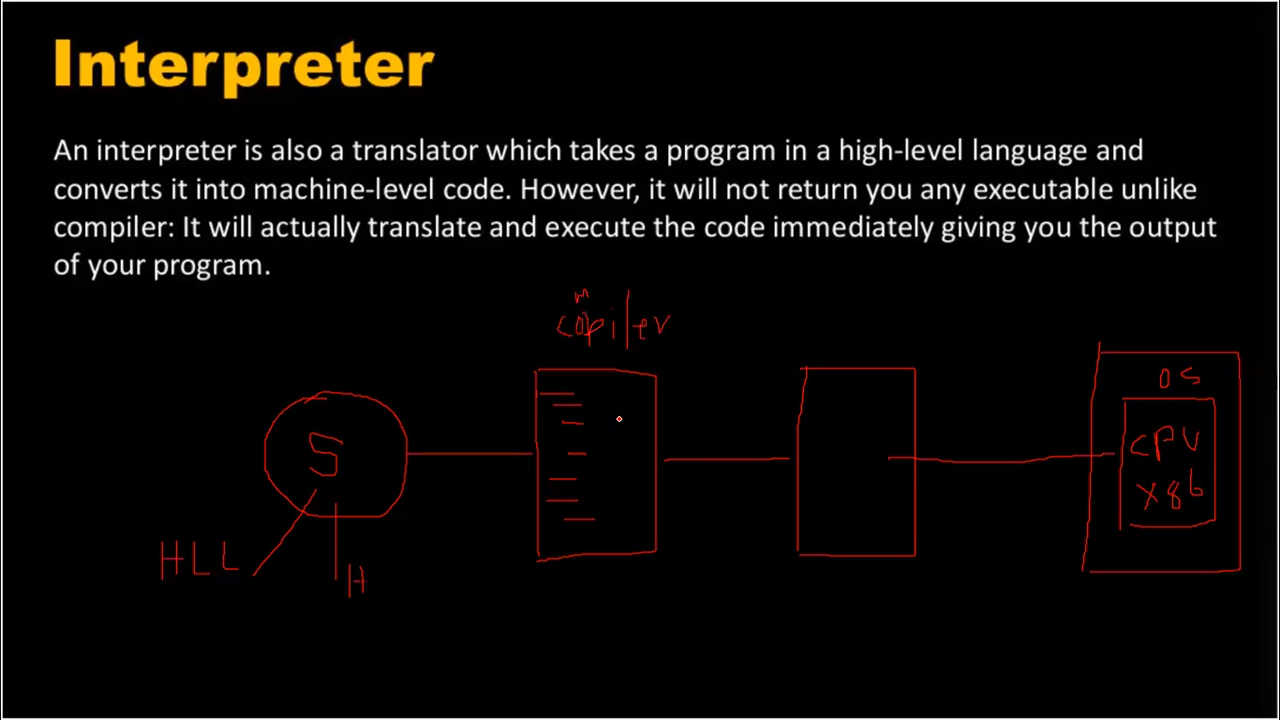 Interpreter
An interpreter is also a translator which takes a program in a high-level language and
converts it into machine-level code. However, it will not return you any executable unlike
compiler: It will actually translate and execute the code immediately giving you the output
of your program.
m
copiler
OS
S
CPU
X86
HLL
H